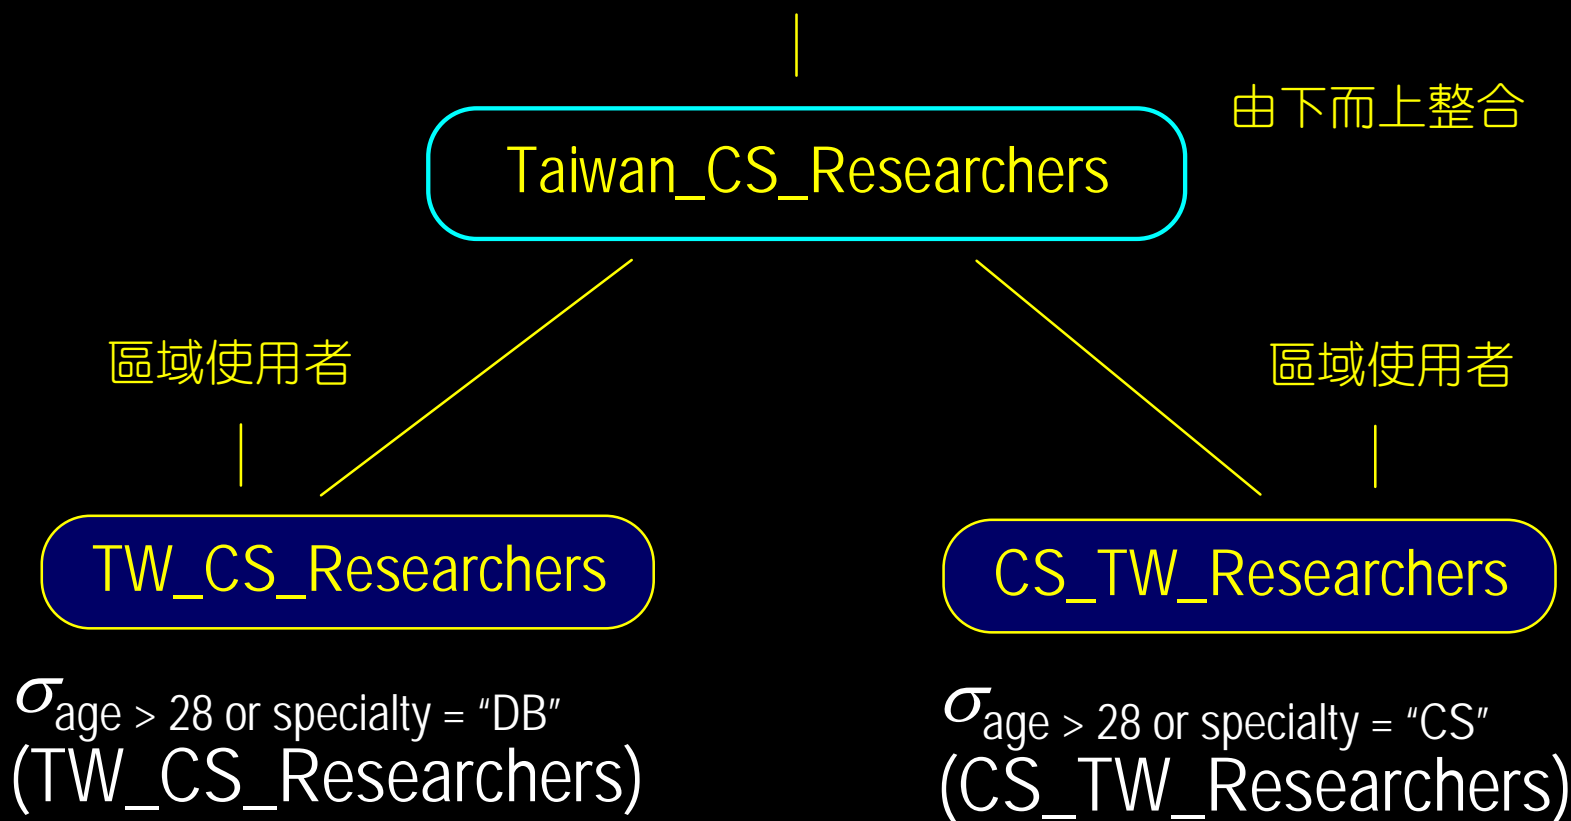 由下而上整合
Taiwan_CS_Researchers
區域使用者
區域使用者
TW_CS_Researchers
CS_TW_Researchers
σage > 28 or specialty = “DB”
(TW_CS_Researchers)
σage > 28 or specialty = “CS”
(CS_TW_Researchers)